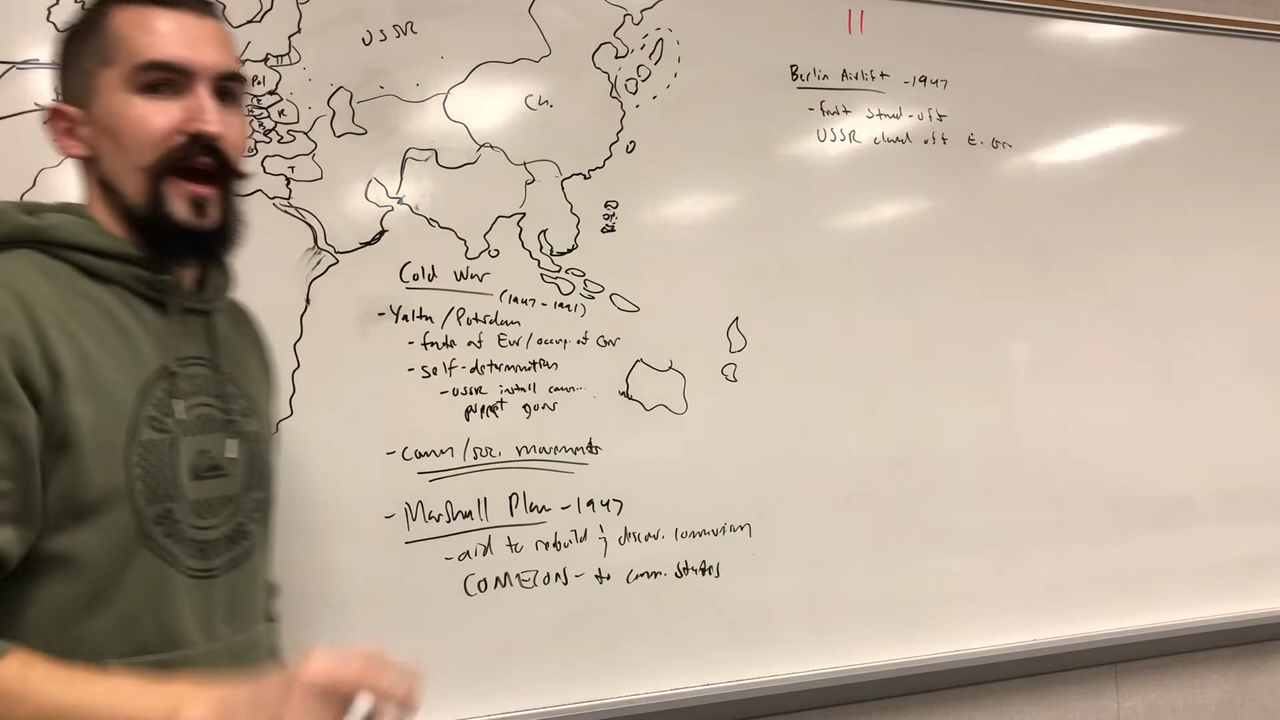 USSR
11
Pol
R
T
Ch.
Berlin Airlift - 1947
- first stand-off
USSR closed off E. Ger
Cold War
(1947 - 1991)
- Yalta/Potsdam
- fate of Eur/occup. of Ger
- self-determination
- USSR install comm...
puppet govs
- comm/soc. movements
- Marshall Plan - 1947
- aid to rebuild & discour. communism
COMECON - to comm. states